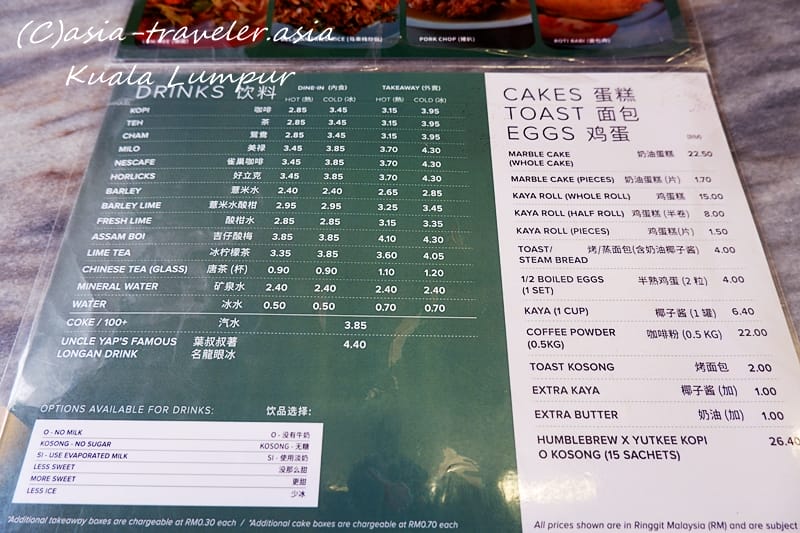 (C)asia-traveler.asia
Kuala Lumpur
PORK CHOP (猪扒)
ROTI BABI (面包肉)
DRINKS 饮料
DINE-IN (内食) TAKEAWAY (外卖)
HOT (热) COLD (冰) HOT (热) COLD (冰)
KOPI 咖啡 2.85 3.45 3.15 3.95
TEH 茶 2.85 3.45 3.15 3.95
CHAM 鸳鸯 2.85 3.45 3.15 3.95
MILO 美禄 3.45 3.85 3.70 4.30
NESCAFE 雀巢咖啡 3.45 3.85 3.70 4.30
HORLICKS 好立克 3.45 3.85 3.70 4.30
BARLEY 薏米水 2.40 2.40 2.65 2.85
BARLEY LIME 薏米水酸柑 2.95 2.95 3.25 3.45
FRESH LIME 酸柑水 2.85 2.85 3.15 3.35
ASSAM BOI 吉仔酸梅 3.85 3.85 4.10 4.30
LIME TEA 冰柠檬茶 3.35 3.85 3.60 4.05
CHINESE TEA (GLASS) 唐茶 (杯) 0.90 0.90 1.10 1.20
MINERAL WATER 矿泉水 2.40 2.40 2.40 2.40
WATER 冰水 0.50 0.50 0.70 0.70
COKE / 100+ 汽水 3.85
UNCLE YAP'S FAMOUS 葉叔叔著 4.40
LONGAN DRINK 名龍眼冰
OPTIONS AVAILABLE FOR DRINKS: 饮品选择:
O - NO MILK O - 没有牛奶
KOSONG - NO SUGAR KOSONG - 无糖
SI - USE EVAPORATED MILK SI - 使用淡奶
LESS SWEET 没那么甜
MORE SWEET 更甜
LESS ICE 少冰
*Additional takeaway boxes are chargeable at RM0.30 each / *Additional cake boxes are chargeable at RM0.70 each
CAKES 蛋糕
TOAST 面包
EGGS 鸡蛋
(RM)
MARBLE CAKE 奶油蛋糕 22.50
(WHOLE CAKE)
MARBLE CAKE (PIECES) 奶油蛋糕 (片) 1.70
KAYA ROLL (WHOLE ROLL) 鸡蛋糕 15.00
KAYA ROLL (HALF ROLL) 鸡蛋糕 (半卷) 8.00
KAYA ROLL (PIECES) 鸡蛋糕(片) 1.50
TOAST/ 烤/蒸面包(含奶油椰子酱) 4.00
STEAM BREAD
1/2 BOILED EGGS 半熟鸡蛋 (2 粒) 4.00
(1 SET)
KAYA (1 CUP) 椰子酱 (1 罐) 6.40
COFFEE POWDER 咖啡粉 (0.5 KG) 22.00
(0.5KG)
TOAST KOSONG 烤面包 2.00
EXTRA KAYA 椰子酱 (加) 1.00
EXTRA BUTTER 奶油 (加) 1.00
HUMBLEBREW X YUTKEE KOPI 26.40
O KOSONG (15 SACHETS)
All prices shown are in Ringgit Malaysia (RM) and are subject